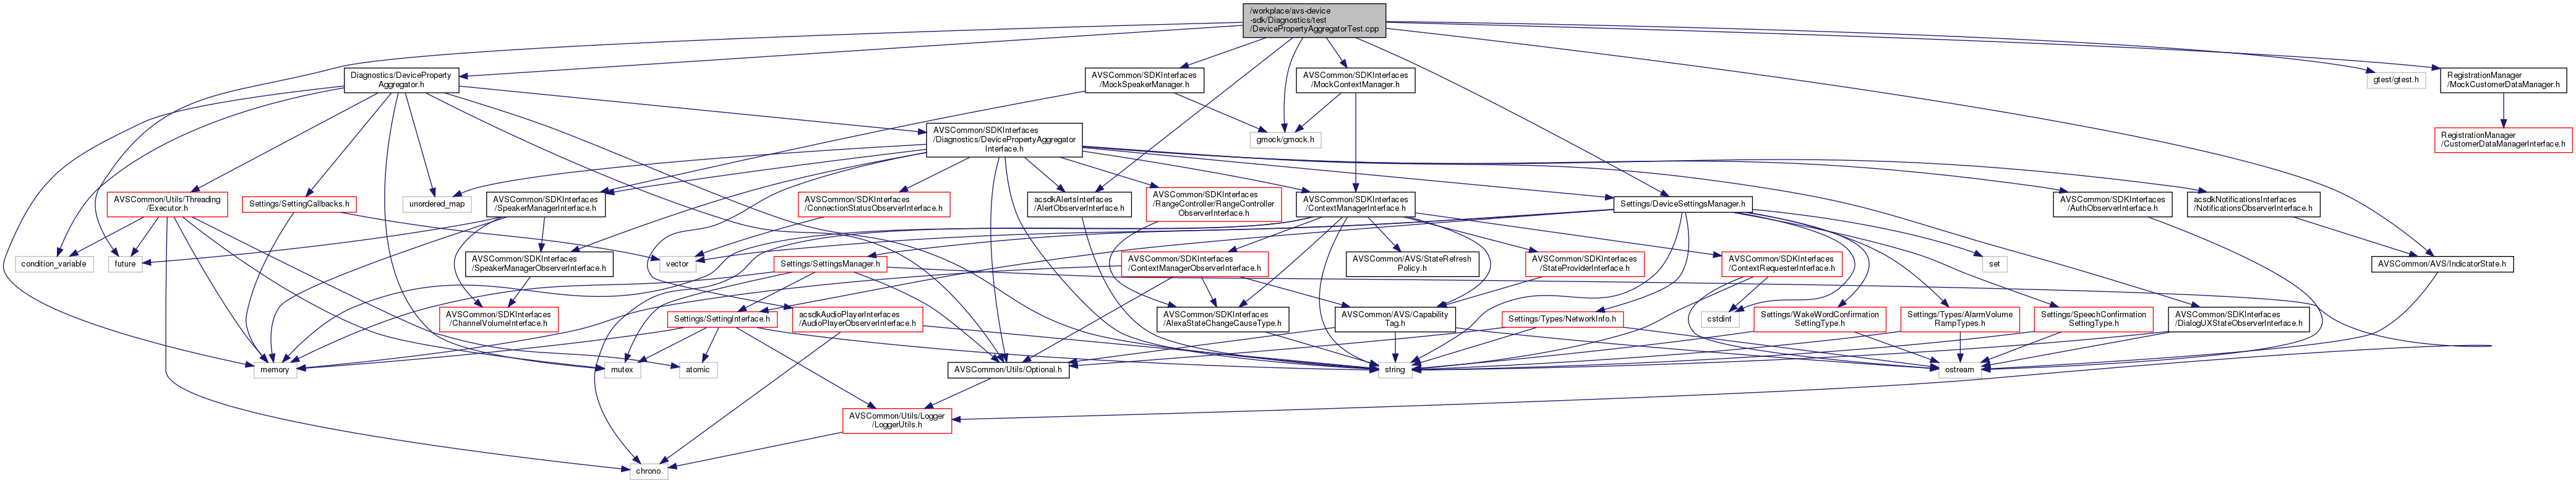 /workplace/avs-device
-sdk/Diagnostics/test
/DevicePropertyAggregatorTest.cpp
Diagnostics/DeviceProperty
Aggregator.h
AVSCommon/SDKInterfaces
/MockSpeakerManager.h
AVSCommon/SDKInterfaces
/MockContextManager.h
gtest/gtest.h
RegistrationManager
/MockCustomerDataManager.h
AVSCommon/SDKInterfaces
/Diagnostics/DevicePropertyAggregator
Interface.h
gmock/gmock.h
RegistrationManager
/CustomerDataManagerInterface.h
AVSCommon/Utils/Threading
/Executor.h
Settings/SettingCallbacks.h
unordered_map
AVSCommon/SDKInterfaces
/SpeakerManagerInterface.h
AVSCommon/SDKInterfaces
/ConnectionStatusObserverInterface.h
acsdkAlertsInterfaces
/AlertObserverInterface.h
AVSCommon/SDKInterfaces
/RangeController/RangeController
ObserverInterface.h
AVSCommon/SDKInterfaces
/ContextManagerInterface.h
Settings/DeviceSettingsManager.h
AVSCommon/SDKInterfaces
/AuthObserverInterface.h
acsdkNotificationsInterfaces
/NotificationsObserverInterface.h
condition_variable
future
AVSCommon/SDKInterfaces
/SpeakerManagerObserverInterface.h
vector
Settings/SettingsManager.h
AVSCommon/SDKInterfaces
/ContextManagerObserverInterface.h
AVSCommon/AVS/StateRefresh
Policy.h
AVSCommon/SDKInterfaces
/StateProviderInterface.h
AVSCommon/SDKInterfaces
/ContextRequesterInterface.h
set
AVSCommon/AVS/IndicatorState.h
AVSCommon/SDKInterfaces
/ChannelVolumeInterface.h
Settings/SettingInterface.h
acsdkAudioPlayerInterfaces
/AudioPlayerObserverInterface.h
AVSCommon/SDKInterfaces
/AlexaStateChangeCauseType.h
AVSCommon/AVS/Capability
Tag.h
Settings/Types/NetworkInfo.h
cstdint
Settings/WakeWordConfirmation
SettingType.h
Settings/Types/AlarmVolume
RampTypes.h
Settings/SpeechConfirmation
SettingType.h
AVSCommon/SDKInterfaces
/DialogUXStateObserverInterface.h
memory
mutex
atomic
AVSCommon/Utils/Optional.h
string
ostream
AVSCommon/Utils/Logger
/LoggerUtils.h
chrono